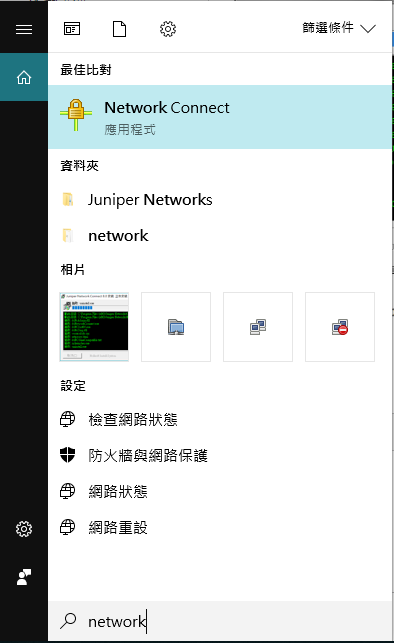 篩選條件
最佳比對
Network Connect
應用程式
資料夾
Juniper Networks
network
相片
設定
檢查網路狀態
防火牆與網路保護
網路狀態
網路重設
network